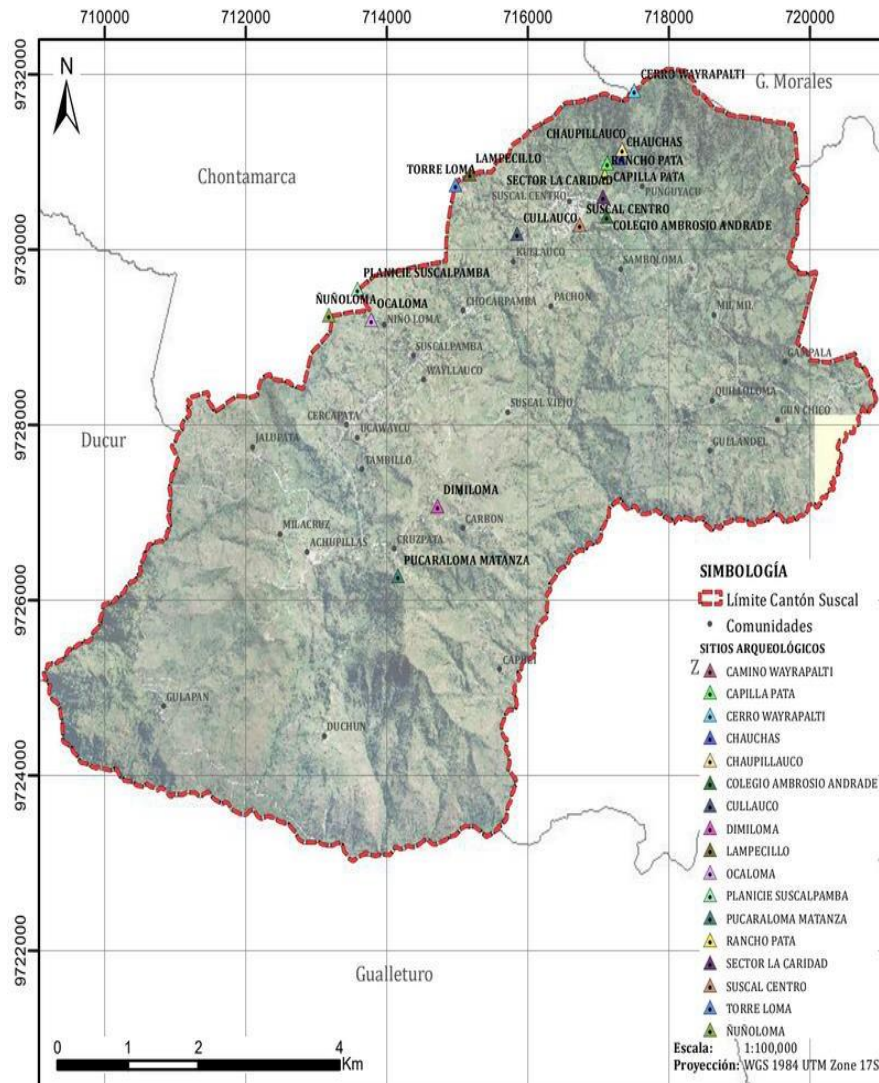 710000 712000 714000 716000 718000 720000
9732000
9730000
9728000
9726000
9724000
9722000
N
CERRO WAYRAPALTI
G. Morales
CHAUPILLAUCO
CHAUCHAS
LAMPECILLO
RANCHO PATA
TORRE LOMA
Chontamarca
SECTOR LA CARIDAD
CAPILLA PATA
PUNGUYACU
SUSCAL CENTRO
SUSCAL CENTRO
CULLAUCO
COLEGIO AMBROSIO ANDRADE
KULLAUCO
SAMBOLOMA
PLANICIE SUSCALPAMBA
ÑUÑOLOMA
OCALOMA
CHOCARPAMBA
PACHON
MIL MIL
NIÑO LOMA
SUSCALPAMBA
GAMPALA
WAYLLAUCO
QUILLOLOMA
SUSCAL VIEJO
GUN CHICO
CERCAPATA
UCAWAYCU
Ducur
JALUPATA
GULLANDEL
TAMBILLO
DIMILOMA
MILACRUZ
CARBON
ACHUPILLAS
CRUZPATA
PUCARALOMA MATANZA
CAPULI
GULAPAN
DUCHUN
Gualleturo
Z
SIMBOLOGÍA
Límite Cantón Suscal
Comunidades
SITIOS ARQUEOLÓGICOS
CAMINO WAYRAPALTI
CAPILLA PATA
CERRO WAYRAPALTI
CHAUCHAS
CHAUPILLAUCO
COLEGIO AMBROSIO ANDRADE
CULLAUCO
DIMILOMA
LAMPECILLO
OCALOMA
PLANICIE SUSCALPAMBA
PUCARALOMA MATANZA
RANCHO PATA
SECTOR LA CARIDAD
SUSCAL CENTRO
TORRE LOMA
ÑUÑOLOMA
Escala: 1:100,000
Proyección: WGS 1984 UTM Zone 17S
0 1 2 4
Km